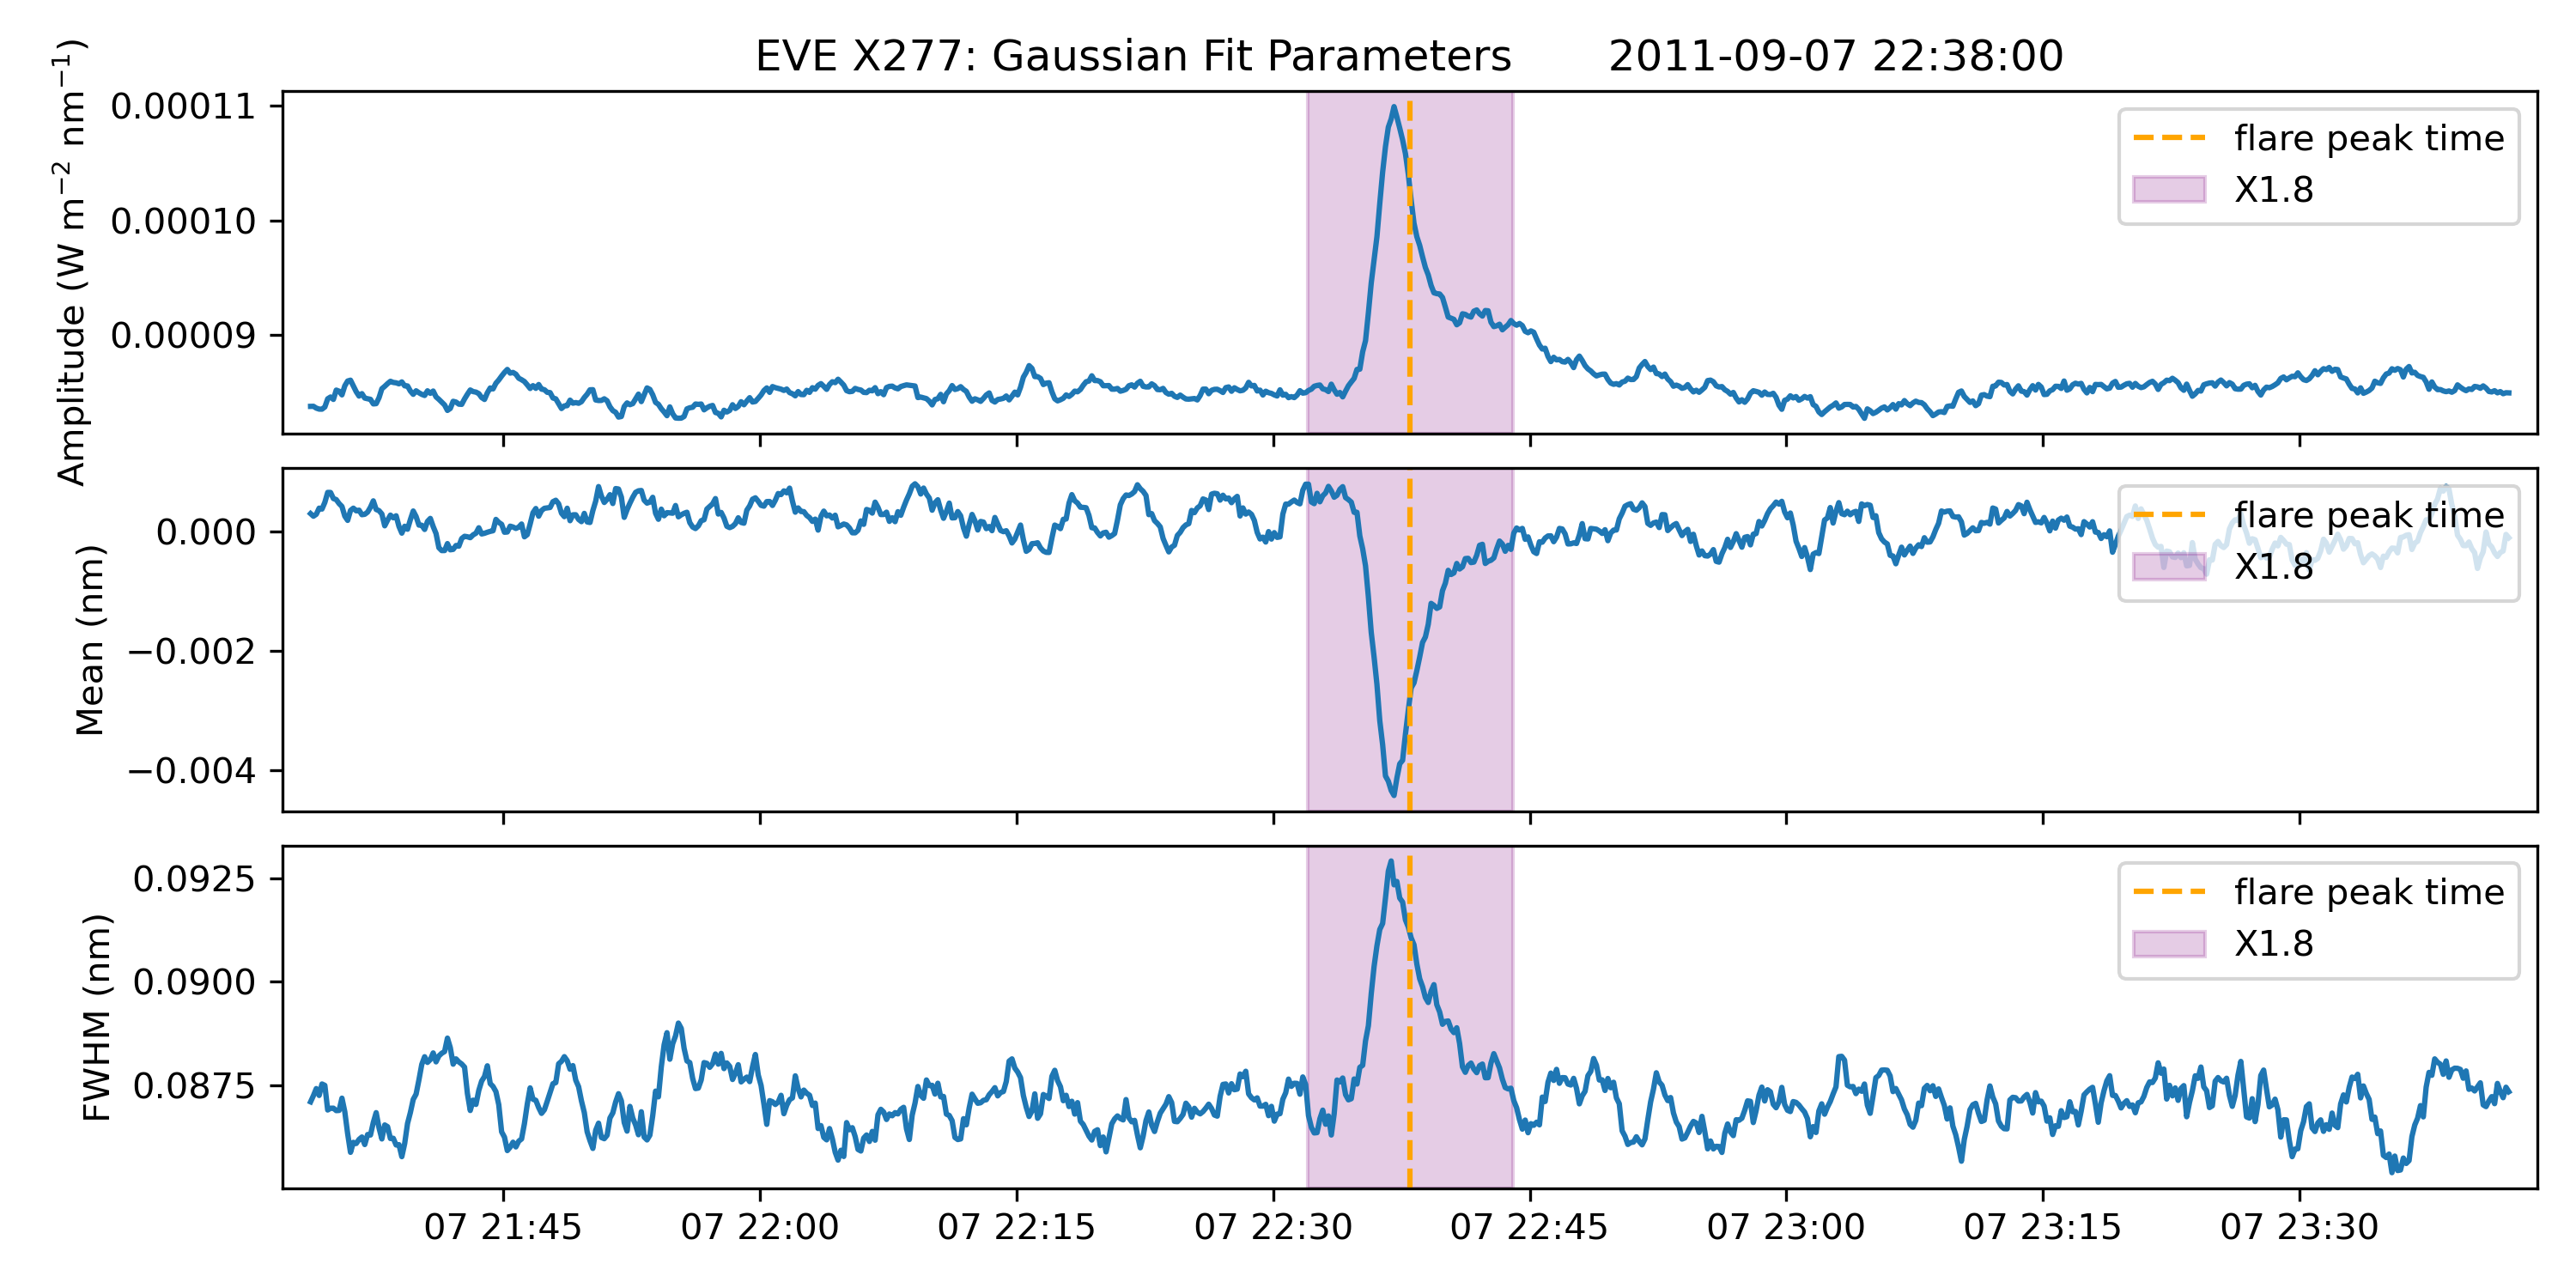 EVE X277: Gaussian Fit Parameters 2011-09-07 22:38:00
Amplitude (W m⁻² nm⁻¹)
0.00011
0.00010
0.00009
flare peak time
X1.8
Mean (nm)
0.000
−0.002
−0.004
flare peak time
X1.8
FWHM (nm)
0.0925
0.0900
0.0875
flare peak time
X1.8
07 21:45 07 22:00 07 22:15 07 22:30 07 22:45 07 23:00 07 23:15 07 23:30